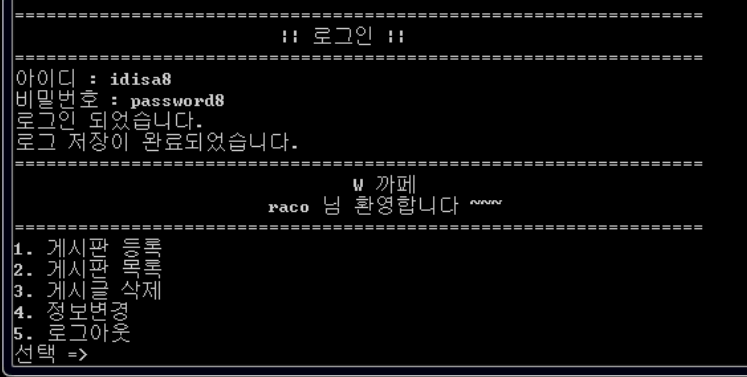 ====================================================================
|| 로그인 ||
====================================================================
아이디 : idisa8
비밀번호 : password8
로그인 되었습니다.
로그 저장이 완료되었습니다.
====================================================================
W 까페
raco 님 환영합니다 ~~~
====================================================================
1. 게시판 등록
2. 게시판 목록
3. 게시글 삭제
4. 정보변경
5. 로그아웃
선택 =>